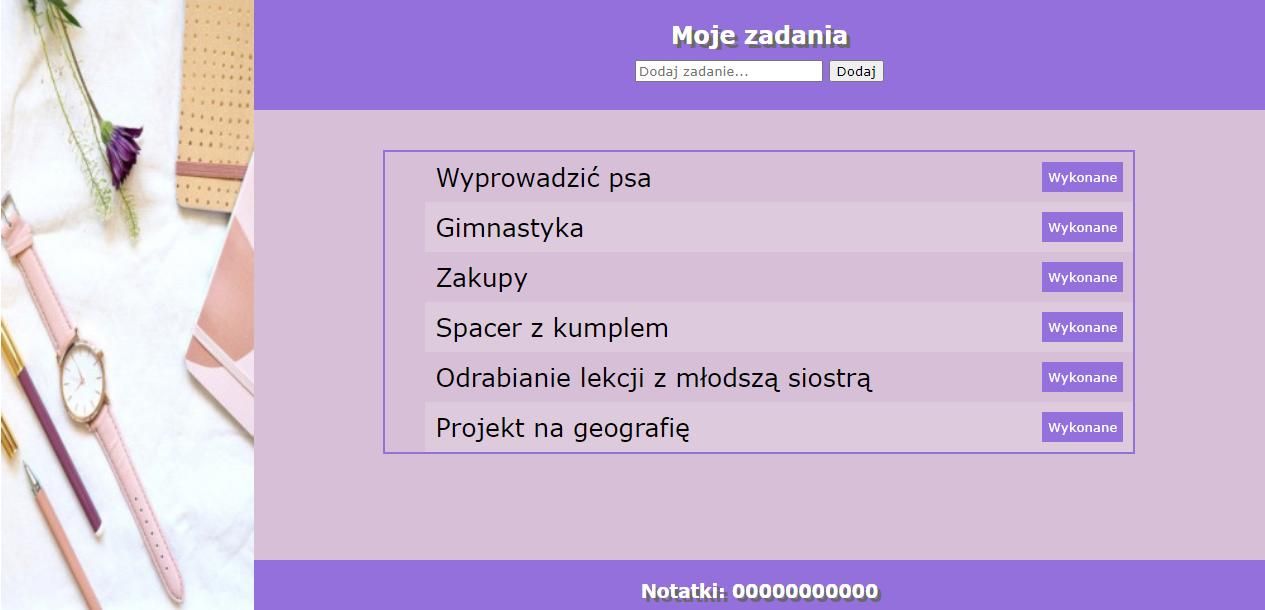 Moje zadania
Dodaj zadanie... Dodaj
Wyprowadzić psa Wykonane
Gimnastyka Wykonane
Zakupy Wykonane
Spacer z kumplem Wykonane
Odrabianie lekcji z młodszą siostrą Wykonane
Projekt na geografię Wykonane
Notatki: 00000000000